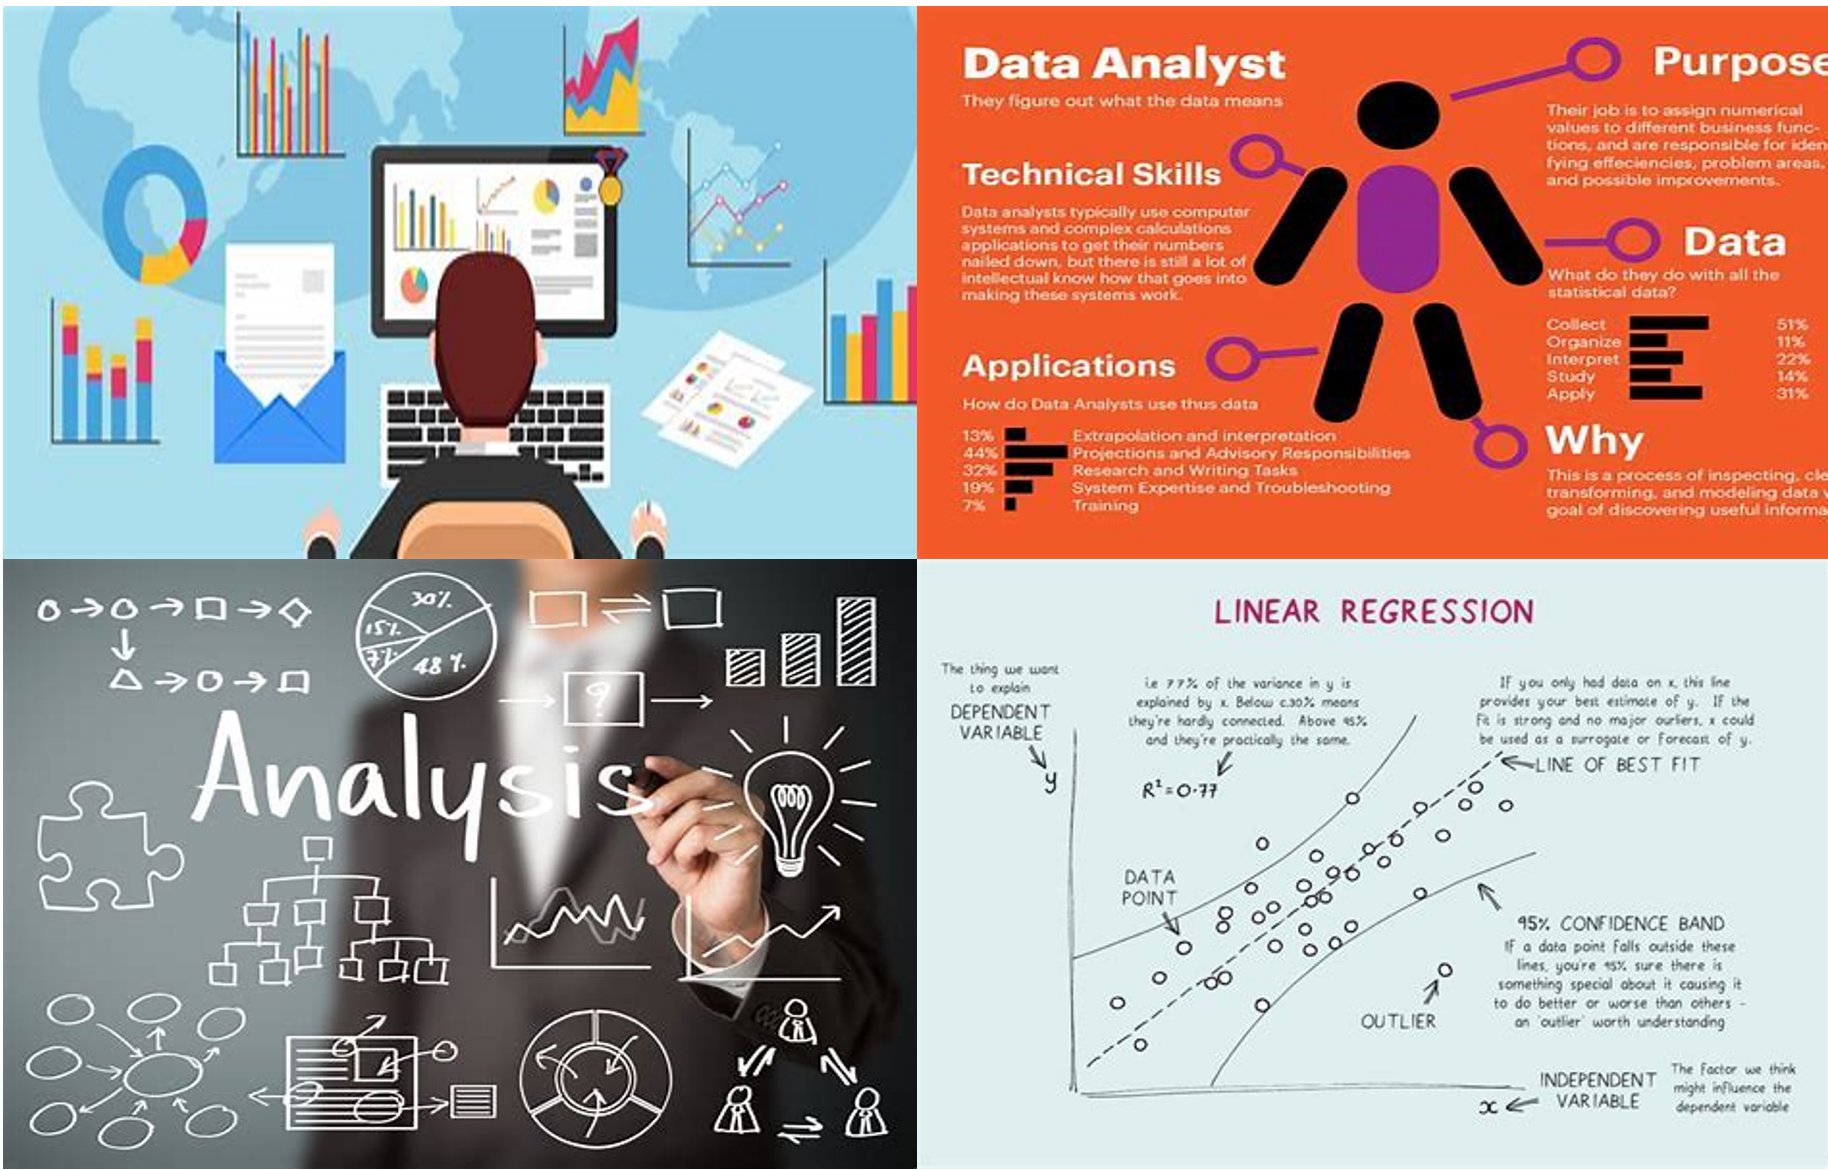 Data Analyst
They figure out what the data means
Technical Skills
Data analysts typically use computer
systems and complex calculations
applications to get their numbers
nailed down, but there is still a lot of
intellectual know how that goes into
making these systems work.
Applications
How do Data Analysts use thus data
13% Extrapolation and interpretation
44% Projections and Advisory Responsibilities
32% Research and Writing Tasks
19% System Expertise and Troubleshooting
7% Training
Purpose
Their job is to assign numerical
values to different business func-
tions, and are responsible for iden
fying effeciencies, problem areas,
and possible improvements.
Data
What do they do with all the
statistical data?
Collect 51%
Organize 11%
Interpret 22%
Study 14%
Apply 31%
Why
This is a process of inspecting, cle
transforming, and modeling data
goal of discovering useful informa
30%
15%
7%
48%
?
Analysis
LINEAR REGRESSION
The thing we want
to explain
DEPENDENT
VARIABLE
y
i.e 77% of the variance in y is
explained by x. Below c.30% means
they're hardly connected. Above 95%
and they're practically the same.
R²=0.77
If you only had data on x, this line
provides your best estimate of y. If the
fit is strong and no major ourliers, x could
be used as a surrogate or forecast of y.
LINE OF BEST FIT
DATA
POINT
95% CONFIDENCE BAND
If a data point falls outside these
lines, you're 95% sure there is
something special about it causing it
to do better or worse than others -
an 'outlier' worth understanding
OUTLIER
INDEPENDENT
VARIABLE
x
The factor we think
might influence the
dependent variable